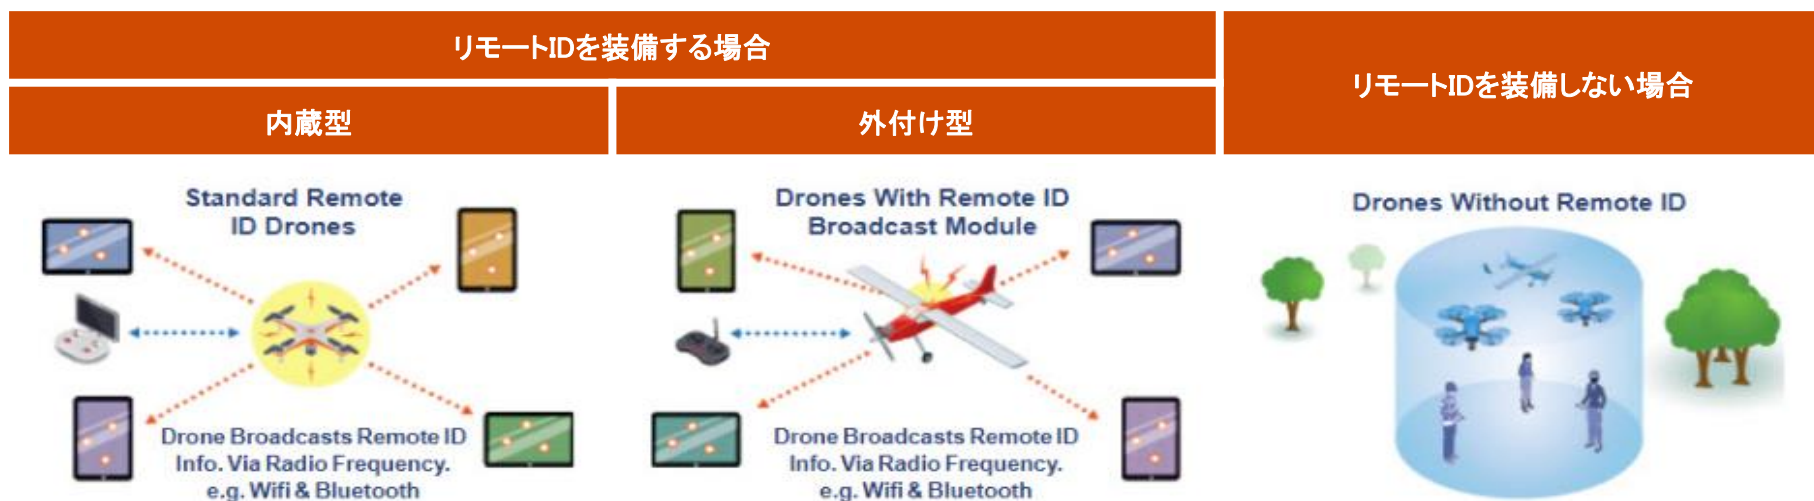 リモートIDを装備する場合
リモートIDを装備しない場合
内蔵型
外付け型
Standard Remote
ID Drones
Drone Broadcasts Remote ID
Info. Via Radio Frequency.
e.g. Wifi & Bluetooth
Drones With Remote ID
Broadcast Module
Drone Broadcasts Remote ID
Info. Via Radio Frequency.
e.g. Wifi & Bluetooth
Drones Without Remote ID